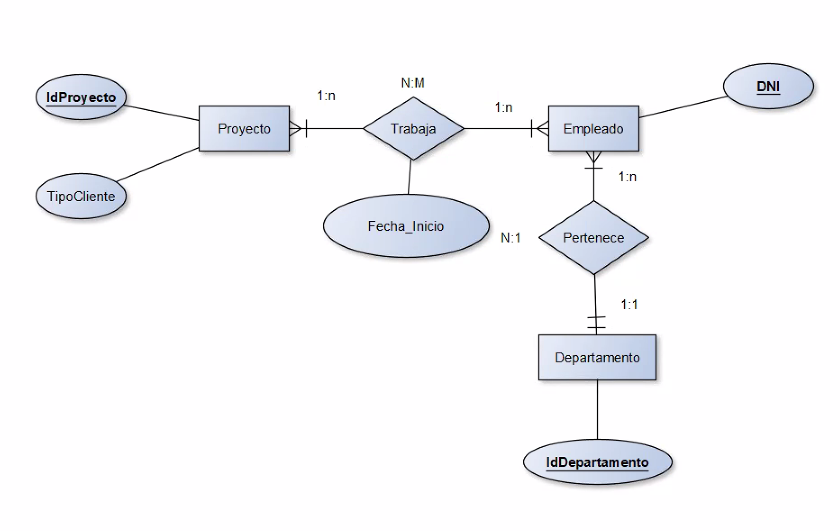 N:M
DNI
IdProyecto
1:n
1:n
Proyecto
Trabaja
Empleado
1:n
TipoCliente
Fecha_Inicio
N:1
Pertenece
1:1
Departamento
IdDepartamento